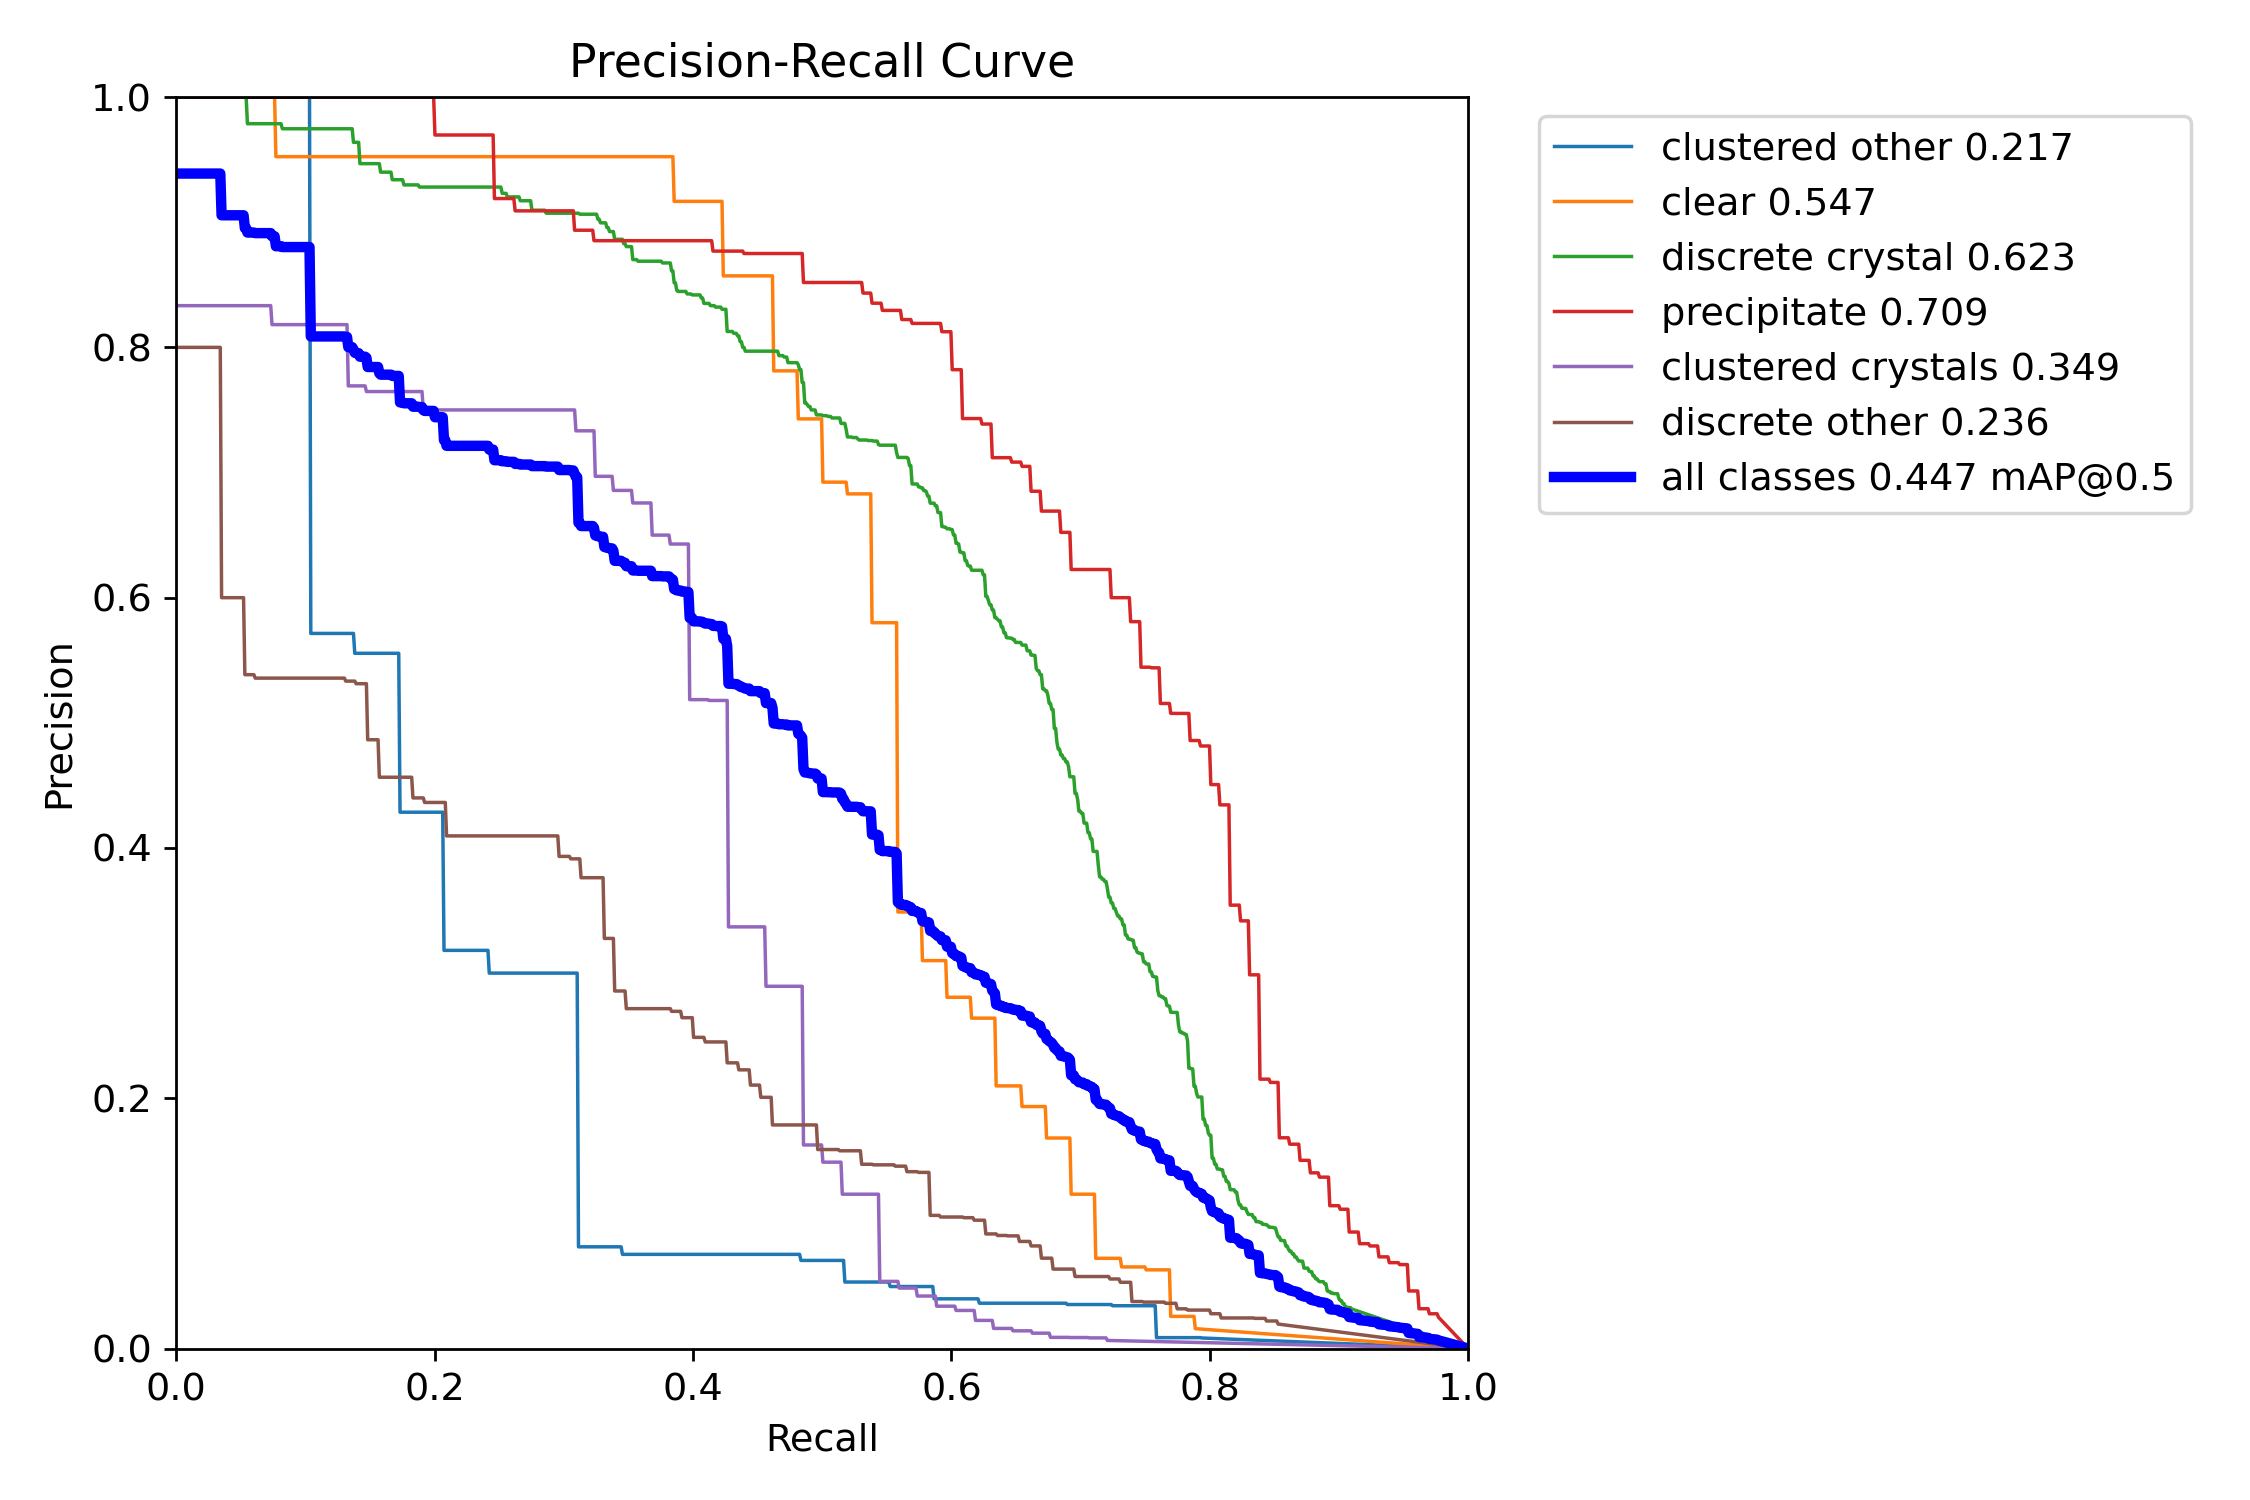 Precision-Recall Curve
1.0
0.8
0.6
0.4
0.2
0.0
Precision
0.0 0.2 0.4 0.6 0.8 1.0
Recall
clustered other 0.217
clear 0.547
discrete crystal 0.623
precipitate 0.709
clustered crystals 0.349
discrete other 0.236
all classes 0.447 mAP@0.5